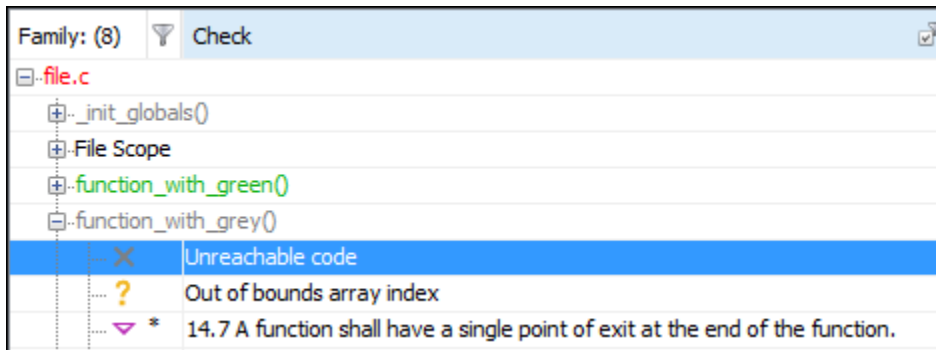 Family: (8) Check
file.c
_init_globals()
File Scope
function_with_green()
function_with_grey()
Unreachable code
? Out of bounds array index
* 14.7 A function shall have a single point of exit at the end of the function.